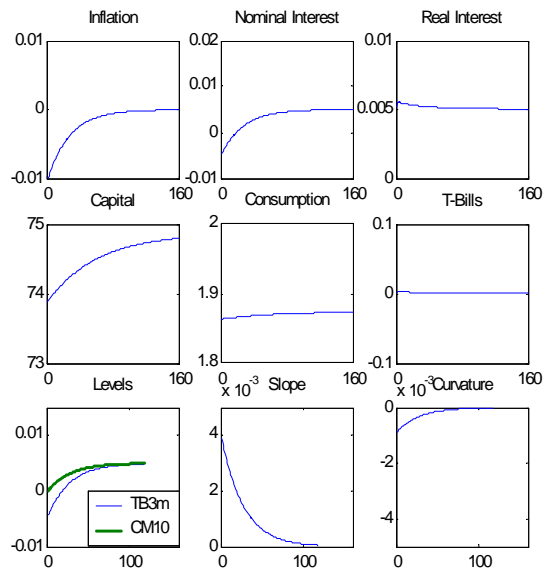 Inflation Nominal Interest Real Interest
0.01 0.02 0.01
0.01
0 0.005
0
-0.01 -0.01 0
0 160 0 160 0 160
Capital Consumption T-Bills
75 2 0.1
74 1.9 0
73 1.8 -0.1
0 160 0 160 0 160
Levels x 10^-3 Slope x 10^-3 Curvature
0.01 4 0
0 2 -2
TB3m
CM10
-4
-0.01 0
0 100 0 100 0 100